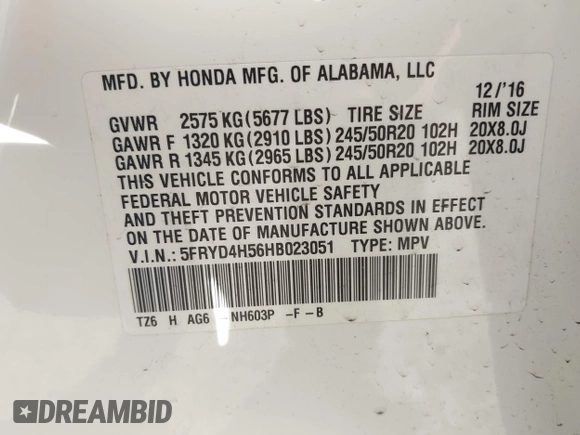 MFD. BY HONDA MFG. OF ALABAMA, LLC
12/'16
GVWR 2575 KG (5677 LBS) TIRE SIZE RIM SIZE
GAWR F 1320 KG (2910 LBS) 245/50R20 102H 20X8.0J
GAWR R 1345 KG (2965 LBS) 245/50R20 102H 20X8.0J
THIS VEHICLE CONFORMS TO ALL APPLICABLE
FEDERAL MOTOR VEHICLE SAFETY
AND THEFT PREVENTION STANDARDS IN EFFECT
ON THE DATE OF MANUFACTURE SHOWN ABOVE.
V.I.N.: 5FRYD4H56HB023051 TYPE: MPV
TZ6 H AG6 -NH603P -F-B
DREAMBID